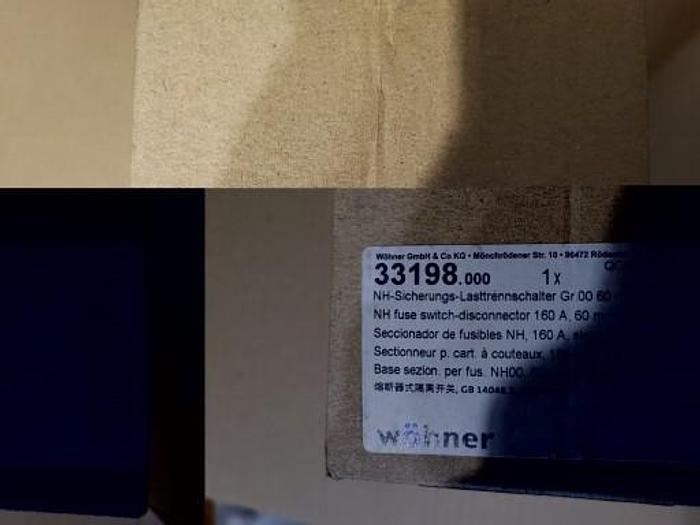 Wöhner GmbH & Co KG • Mönchrödener Str. 10 • 96472
33198.000 1x
NH-Sicherungs-Lasttrennschalter Gr.00 60
NH fuse switch-disconnector 160 A, 60
Seccionador de fusibles NH, 160 A,
Sectionneur p. cart. à couteaux,
Base sezion. per fus. NH00,
熔断器式隔离开关, GB 14048.3
wöhner